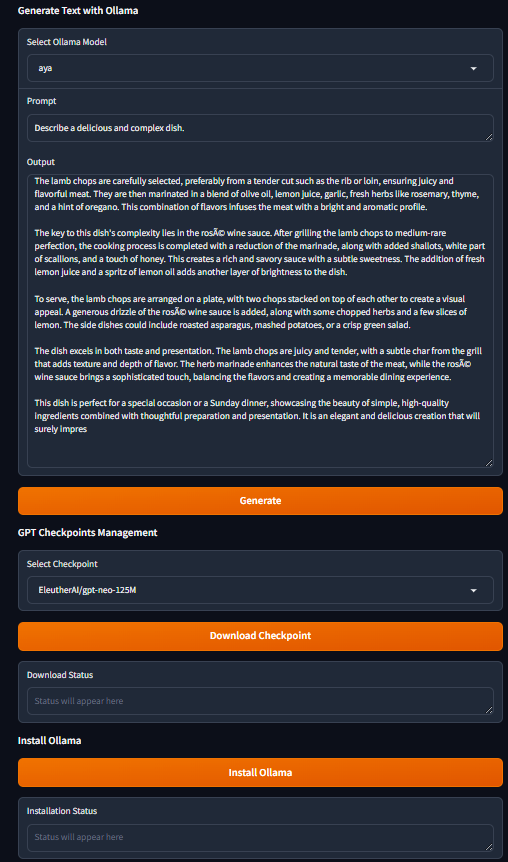 Generate Text with Ollama
Select Ollama Model
aya
Prompt
Describe a delicious and complex dish.
Output
The lamb chops are carefully selected, preferably from a tender cut such as the rib or loin, ensuring juicy and
flavorful meat. They are then marinated in a blend of olive oil, lemon juice, garlic, fresh herbs like rosemary, thyme,
and a hint of oregano. This combination of flavors infuses the meat with a bright and aromatic profile.
The key to this dish's complexity lies in the rosÃ© wine sauce. After grilling the lamb chops to medium-rare
perfection, the cooking process is completed with a reduction of the marinade, along with added shallots, white part
of scallions, and a touch of honey. This creates a rich and savory sauce with a subtle sweetness. The addition of fresh
lemon juice and a spritz of lemon oil adds another layer of brightness to the dish.
To serve, the lamb chops are arranged on a plate, with two chops stacked on top of each other to create a visual
appeal. A generous drizzle of the rosÃ© wine sauce is added, along with some chopped herbs and a few slices of
lemon. The side dishes could include roasted asparagus, mashed potatoes, or a crisp green salad.
The dish excels in both taste and presentation. The lamb chops are juicy and tender, with a subtle char from the grill
that adds texture and depth of flavor. The herb marinade enhances the natural taste of the meat, while the rosÃ©
wine sauce brings a sophisticated touch, balancing the flavors and creating a memorable dining experience.
This dish is perfect for a special occasion or a Sunday dinner, showcasing the beauty of simple, high-quality
ingredients combined with thoughtful preparation and presentation. It is an elegant and delicious creation that will
surely impres
Generate
GPT Checkpoints Management
Select Checkpoint
EleutherAI/gpt-neo-125M
Download Checkpoint
Download Status
Status will appear here
Install Ollama
Install Ollama
Installation Status
Status will appear here